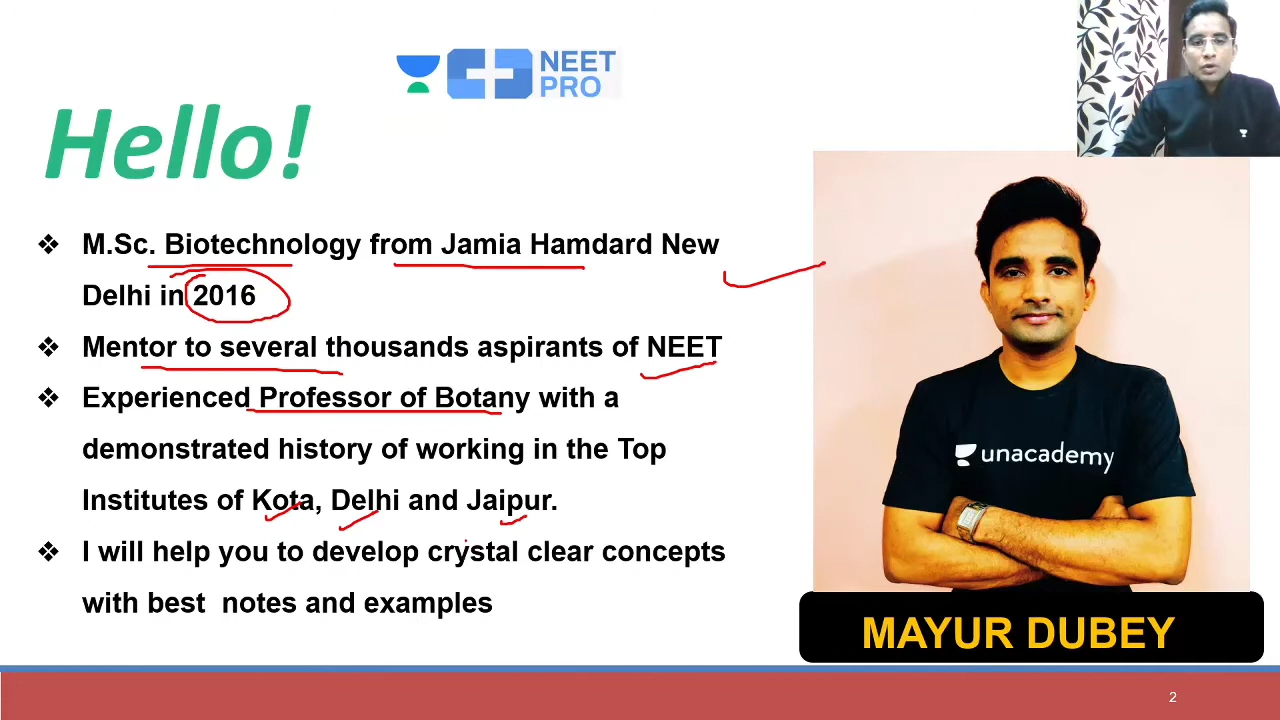 NEET
PRO
Hello!
❖ M.Sc. Biotechnology from Jamia Hamdard New
Delhi in 2016
❖ Mentor to several thousands aspirants of NEET
❖ Experienced Professor of Botany with a
demonstrated history of working in the Top
Institutes of Kota, Delhi and Jaipur.
❖ I will help you to develop crystal clear concepts
with best notes and examples
unacademy
MAYUR DUBEY
2